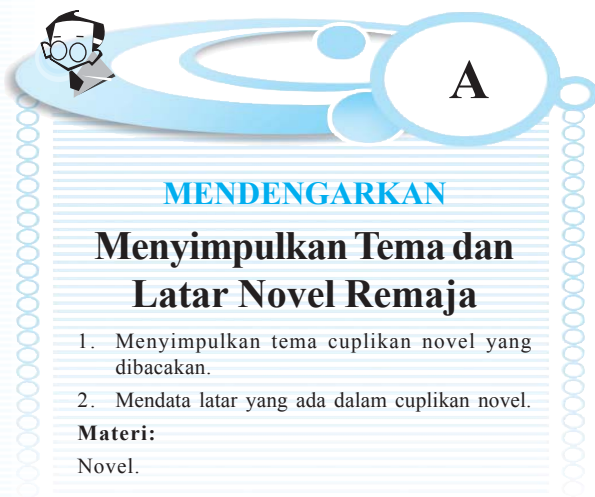 A
MENDENGARKAN
Menyimpulkan Tema dan
Latar Novel Remaja
1. Menyimpulkan tema cuplikan novel yang
dibacakan.
2. Mendata latar yang ada dalam cuplikan novel.
Materi:
Novel.